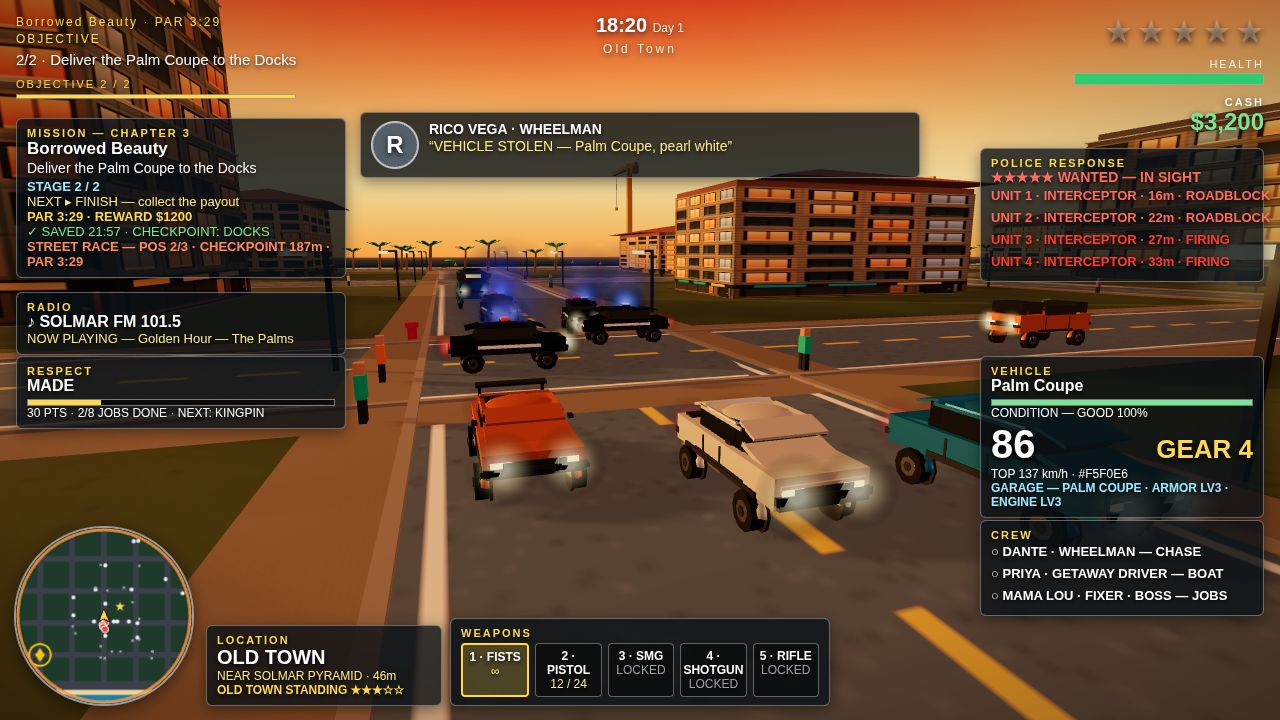 Borrowed Beauty · PAR 3:29
OBJECTIVE
2/2 · Deliver the Palm Coupe to the Docks
OBJECTIVE 2 / 2
18:20 Day 1
Old Town
★★★★★
HEALTH
CASH
$3,200
MISSION — CHAPTER 3
Borrowed Beauty
Deliver the Palm Coupe to the Docks
STAGE 2 / 2
NEXT ▸ FINISH — collect the payout
PAR 3:29 · REWARD $1200
✓ SAVED 21:57 · CHECKPOINT: DOCKS
STREET RACE — POS 2/3 · CHECKPOINT 187m ·
PAR 3:29
R
RICO VEGA · WHEELMAN
“VEHICLE STOLEN — Palm Coupe, pearl white”
POLICE RESPONSE
★★★★★ WANTED — IN SIGHT
UNIT 1 · INTERCEPTOR · 16m · ROADBLOCK
UNIT 2 · INTERCEPTOR · 22m · ROADBLOCK
UNIT 3 · INTERCEPTOR · 27m · FIRING
UNIT 4 · INTERCEPTOR · 33m · FIRING
RADIO
♪ SOLMAR FM 101.5
NOW PLAYING — Golden Hour — The Palms
RESPECT
MADE
30 PTS · 2/8 JOBS DONE · NEXT: KINGPIN
VEHICLE
Palm Coupe
CONDITION — GOOD 100%
86 GEAR 4
TOP 137 km/h · #F5F0E6
GARAGE — PALM COUPE · ARMOR LV3 ·
ENGINE LV3
CREW
○ DANTE · WHEELMAN — CHASE
○ PRIYA · GETAWAY DRIVER — BOAT
○ MAMA LOU · FIXER · BOSS — JOBS
LOCATION
OLD TOWN
NEAR SOLMAR PYRAMID · 46m
OLD TOWN STANDING ★★★☆☆
WEAPONS
1 · FISTS
∞
2 ·
PISTOL
12 / 24
3 · SMG
LOCKED
4 ·
SHOTGUN
LOCKED
5 · RIFLE
LOCKED